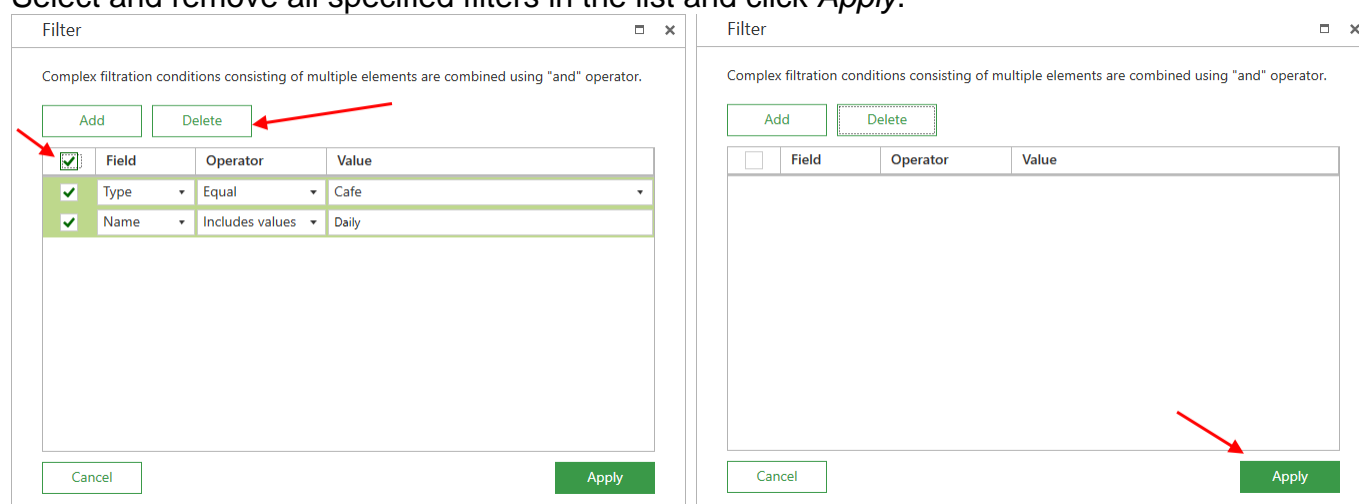 Select and remove all specified filters in the list and click Apply.
Filter
Complex filtration conditions consisting of multiple elements are combined using "and" operator.
Add Delete
Field Operator Value
Type Equal Cafe
Name Includes values Daily
Cancel Apply
Filter
Complex filtration conditions consisting of multiple elements are combined using "and" operator.
Add Delete
Field Operator Value
Cancel Apply